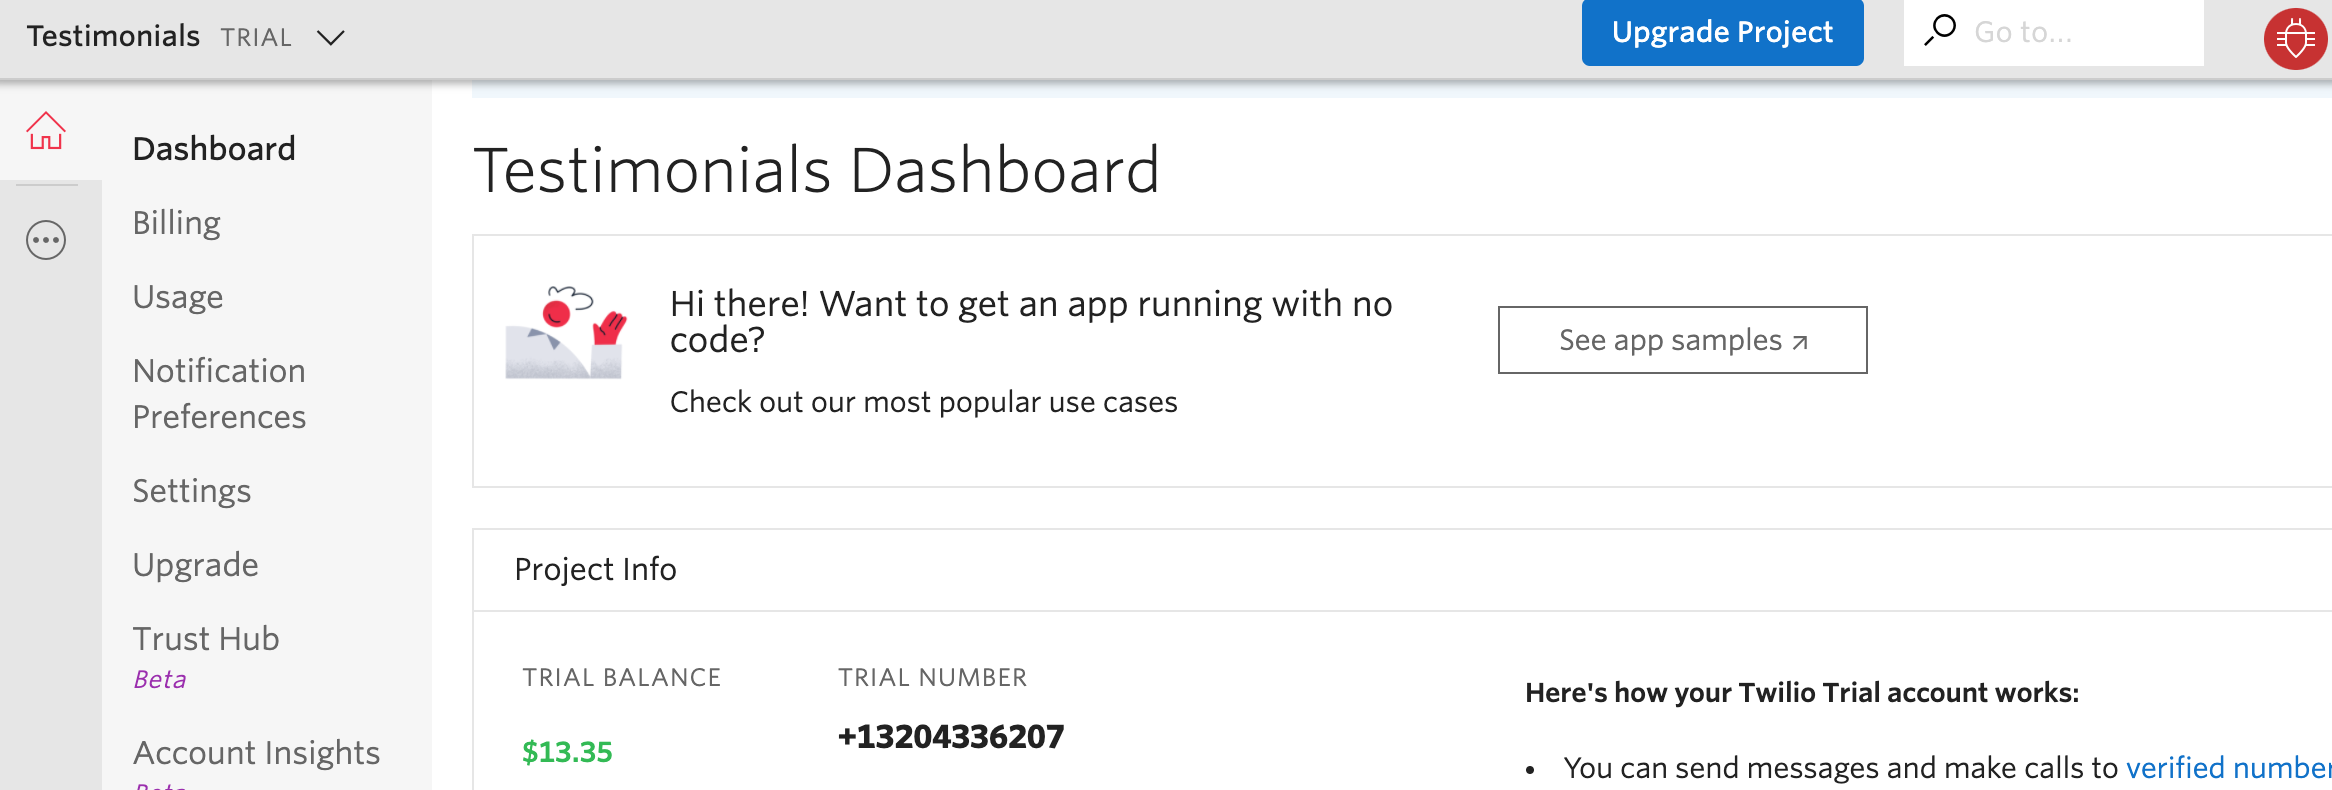 Testimonials TRIAL
Upgrade Project
Go to...
Dashboard
Billing
Usage
Notification
Preferences
Settings
Upgrade
Trust Hub
Beta
Account Insights
Testimonials Dashboard
Hi there! Want to get an app running with no
code?
Check out our most popular use cases
See app samples ↗
Project Info
TRIAL BALANCE
$13.35
TRIAL NUMBER
+13204336207
Here's how your Twilio Trial account works:
• You can send messages and make calls to verified number